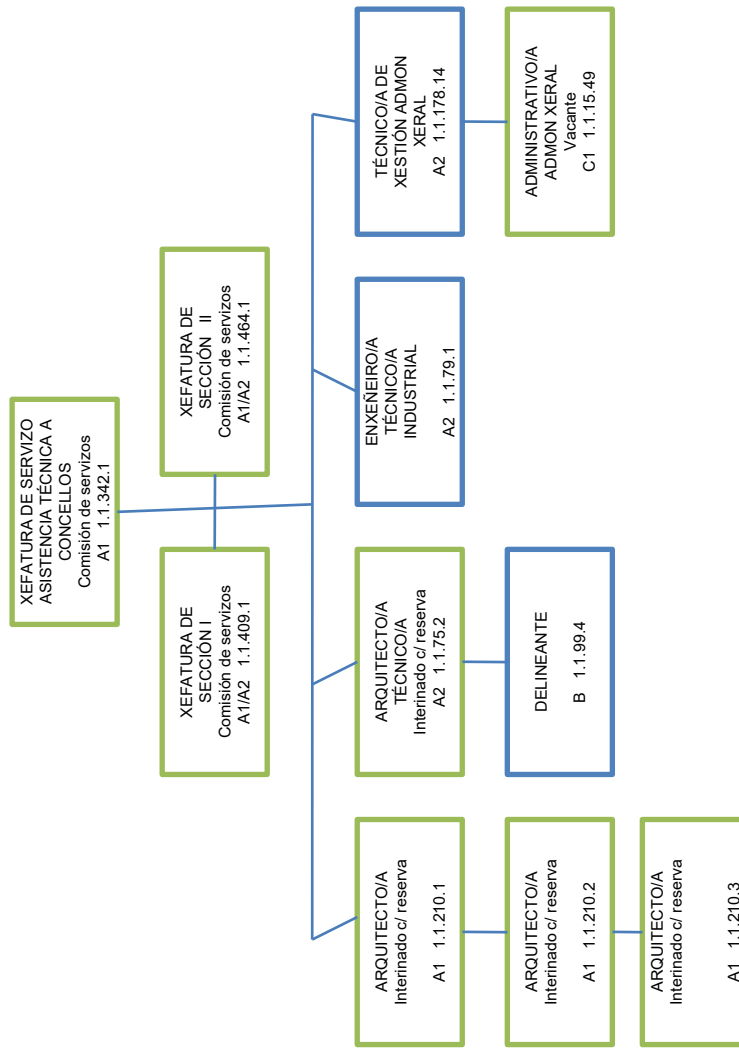 XEFATURA DE SERVIZO
ASISTENCIA TÉCNICA A
CONCELLOS
Comisión de servizos
A1 1.1.342.1
XEFATURA DE
SECCIÓN I
Comisión de servizos
A1/A2 1.1.409.1
XEFATURA DE
SECCIÓN II
Comisión de servizos
A1/A2 1.1.464.1
ARQUITECTO/A
Interinado c/ reserva
A1 1.1.210.1
ARQUITECTO/A
Interinado c/ reserva
A1 1.1.210.2
ARQUITECTO/A
Interinado c/ reserva
A1 1.1.210.3
ARQUITECTO/A
TÉCNICO/A
Interinado c/ reserva
A2 1.1.75.2
DELINEANTE
B 1.1.99.4
ENXEÑEIRO/A
TÉCNICO/A
INDUSTRIAL
A2 1.1.79.1
TÉCNICO/A DE
XESTIÓN ADMON
XERAL
A2 1.1.178.14
ADMINISTRATIVO/A
ADMON XERAL
Vacante
C1 1.1.15.49